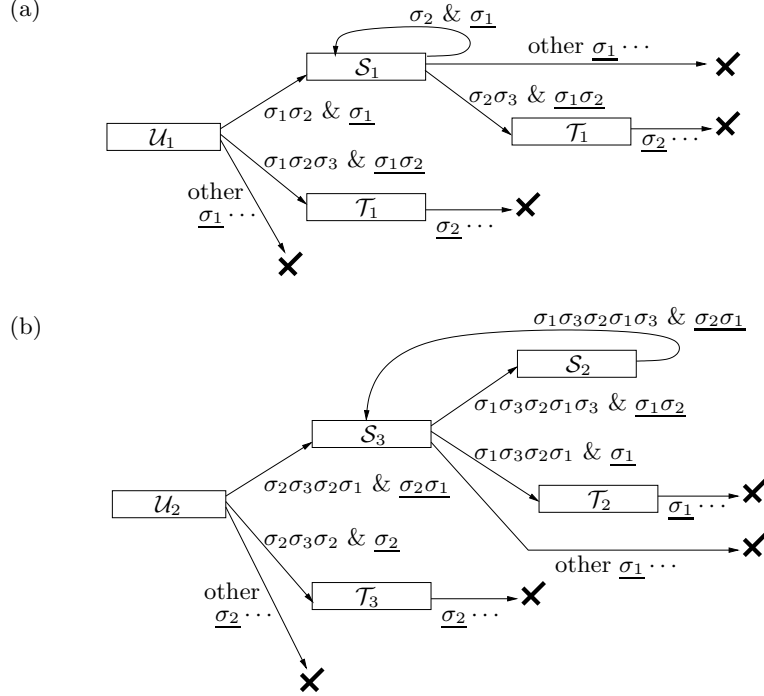 (a)
σ₂ & <u>σ₁</u>
other <u>σ₁</u> ···
𝒮₁
σ₂σ₃ & <u>σ₁σ₂</u>
σ₁σ₂ & <u>σ₁</u>
𝒰₁
𝒯₁
<u>σ₂</u> ···
σ₁σ₂σ₃ & <u>σ₁σ₂</u>
other
<u>σ₁</u> ···
𝒯₁
<u>σ₂</u> ···
(b)
σ₁σ₃σ₂σ₁σ₃ & <u>σ₂σ₁</u>
𝒮₂
σ₁σ₃σ₂σ₁σ₃ & <u>σ₁σ₂</u>
𝒮₃
σ₁σ₃σ₂σ₁ & <u>σ₁</u>
σ₂σ₃σ₂σ₁ & <u>σ₂σ₁</u>
𝒰₂
𝒯₂
<u>σ₁</u> ···
σ₂σ₃σ₂ & <u>σ₂</u>
other <u>σ₁</u> ···
other
<u>σ₂</u> ···
𝒯₃
<u>σ₂</u> ···